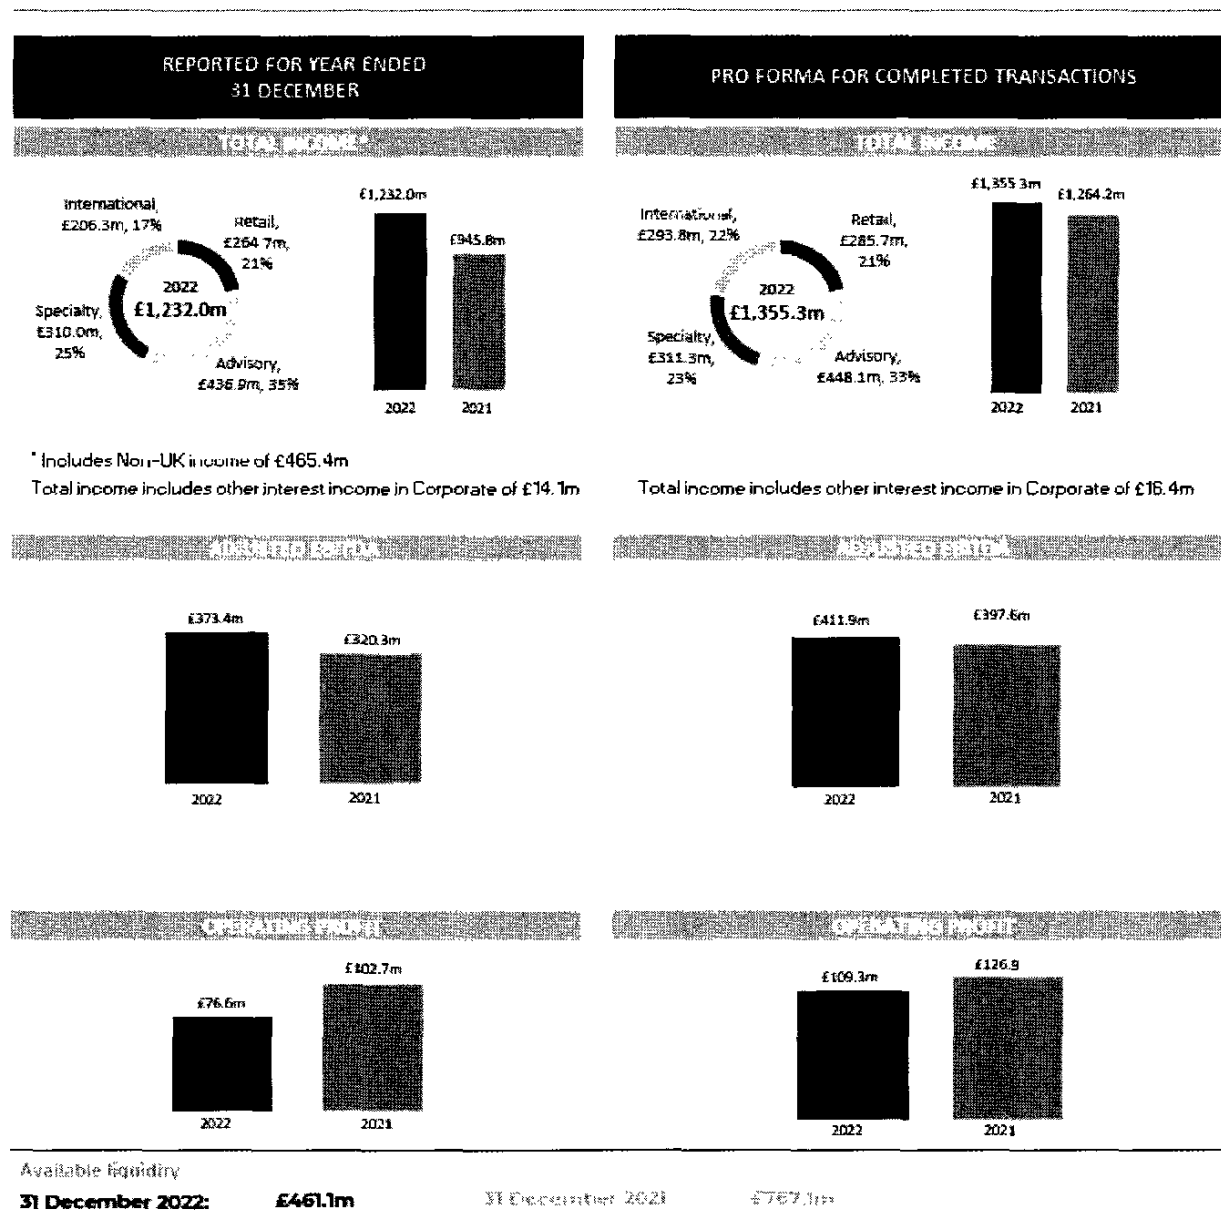 REPORTED FOR YEAR ENDED
31 DECEMBER
TOTAL INCOME*
International,
£206.3m, 17%
Retail,
£264.7m,
21%
2022
£1,232.0m
Specialty,
£310.0m,
25%
Advisory,
£436.9m, 35%
£1,232.0m
£945.8m
2022
2021
* Includes Non-UK income of £465.4m
Total income includes other interest income in Corporate of £14.1m
PRO FORMA FOR COMPLETED TRANSACTIONS
TOTAL INCOME
International,
£293.8m, 22%
Retail,
£285.7m,
21%
2022
£1,355.3m
Specialty,
£311.3m,
23%
Advisory,
£448.1m, 33%
£1,355.3m
£1,264.2m
2022
2021
Total income includes other interest income in Corporate of £16.4m
ADJUSTED EBITDA
£373.4m
£320.3m
2022
2021
ADJUSTED EBITDA
£411.9m
£397.6m
2022
2021
OPERATING PROFIT
£76.6m
£102.7m
2022
2021
OPERATING PROFIT
£109.3m
£126.9
2022
2021
Available liquidity
31 December 2022: £461.1m 31 December 2021 £767.1m